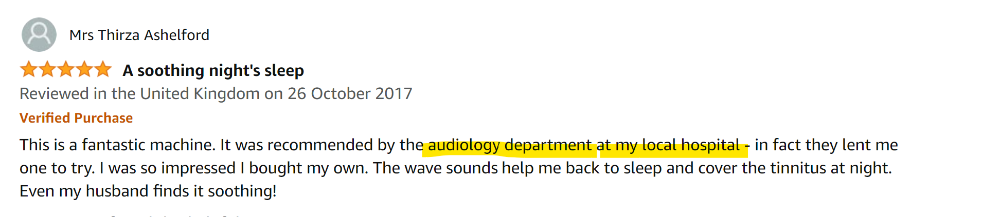 Mrs Thirza Ashelford
A soothing night's sleep
Reviewed in the United Kingdom on 26 October 2017
Verified Purchase
This is a fantastic machine. It was recommended by the audiology department at my local hospital - in fact they lent me
one to try. I was so impressed I bought my own. The wave sounds help me back to sleep and cover the tinnitus at night.
Even my husband finds it soothing!